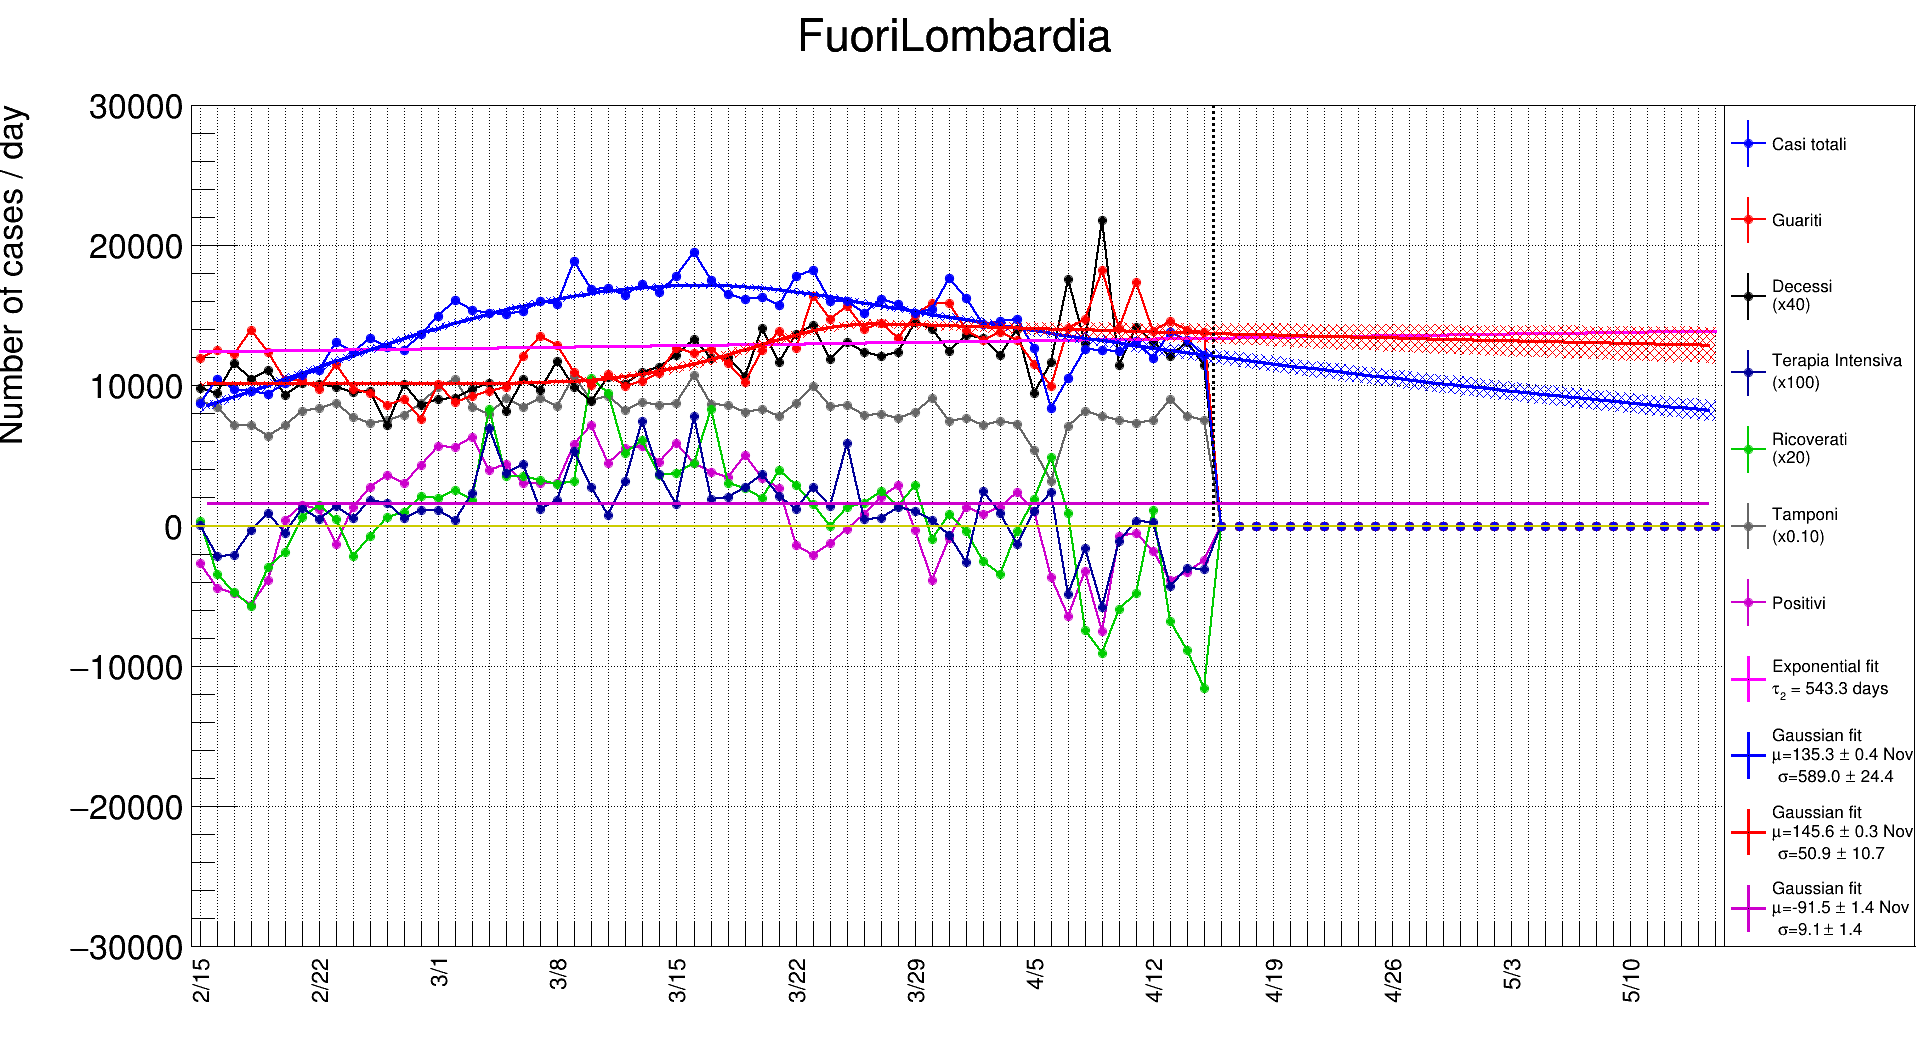 FuoriLombardia
Number of cases / day
30000
20000
10000
0
−10000
−20000
−30000
2/15
2/22
3/1
3/8
3/15
3/22
3/29
4/5
4/12
4/19
4/26
5/3
5/10
Casi totali
Guariti
Decessi
(x40)
Terapia Intensiva
(x100)
Ricoverati
(x20)
Tamponi
(x0.10)
Positivi
Exponential fit
τ2 = 543.3 days
Gaussian fit
μ=135.3 ± 0.4 Nov
σ=589.0 ± 24.4
Gaussian fit
μ=145.6 ± 0.3 Nov
σ=50.9 ± 10.7
Gaussian fit
μ=-91.5 ± 1.4 Nov
σ=9.1 ± 1.4